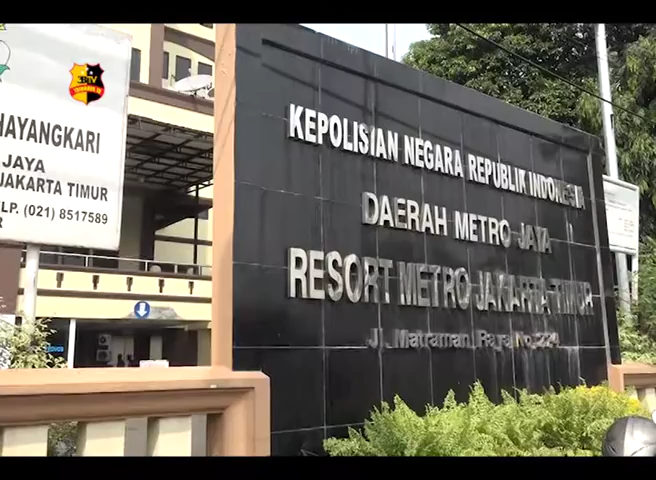 HAYANGKARI
JAYA
JAKARTA TIMUR
LP. (021) 8517589
KEPOLISIAN NEGARA REPUBLIK INDONESIA
DAERAH METRO JAYA
RESOR METRO JAKARTA TIMUR
Jl. Matraman Raya No.224